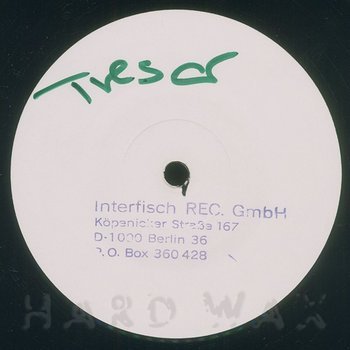 Tresor
Interfisch REC. GmbH
Köpenicker Straße 167
D-1000 Berlin 36
P.O. Box 360 428
HARD WAX